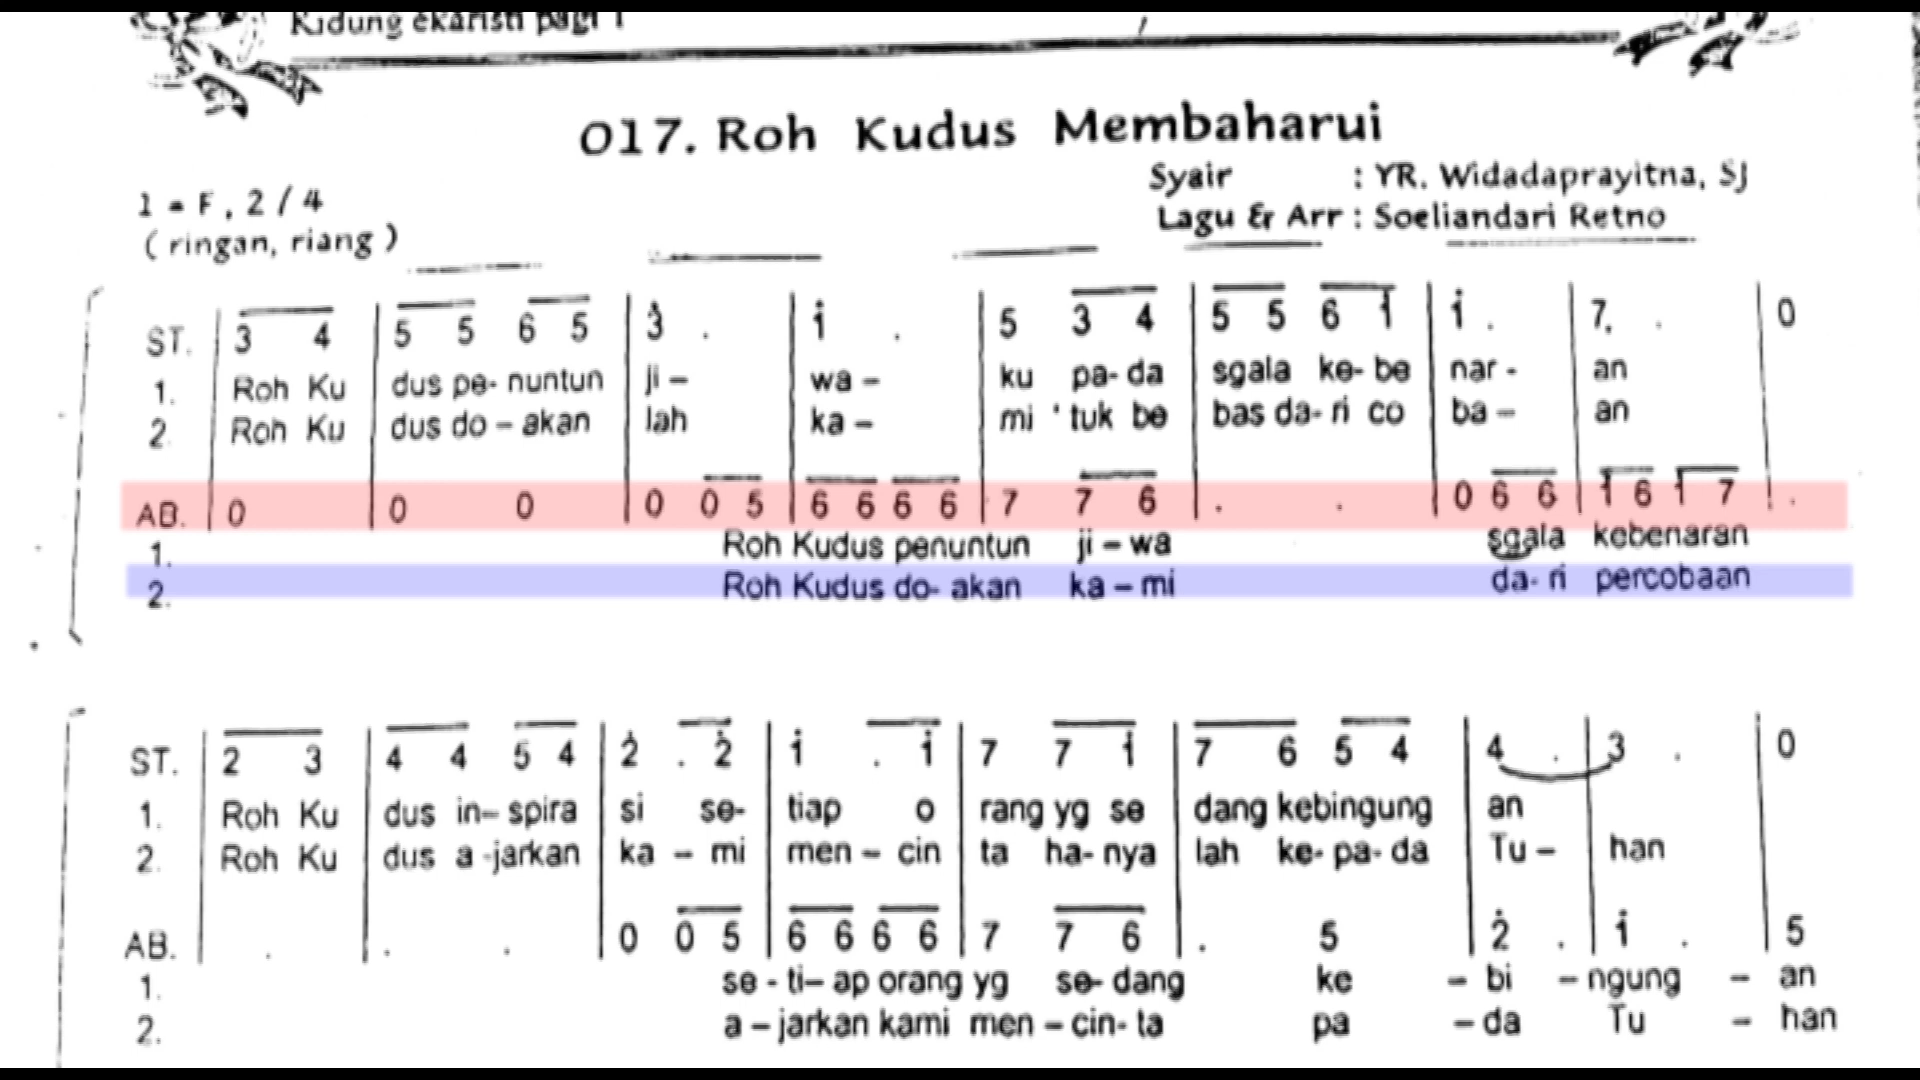 Kidung ekaristi pagi 1
017. Roh Kudus Membaharui
Syair : YR. Widadaprayitna, SJ
1 = F, 2 / 4
Lagu & Arr : Soeliandari Retno
( ringan, riang )
ST. | 3 4 | 5 5 6 5 | 3̇ . | 1̇ . | 5 3 4 | 5 5 6 1 | 1̇ . | 7. . | 0
1. Roh Ku dus pe- nuntun ji – wa – ku pa- da sgala ke- be nar - an
2. Roh Ku dus do – akan lah ka – mi ' tuk be bas da- ri co ba – an
AB. | 0 | 0 0 | 0 0 5 | 6 6 6 6 | 7 7 6 | . . | 0 6 6 | 1 6 1 7 | .
1. Roh Kudus penuntun ji – wa sgala kebenaran
2. Roh Kudus do- akan ka – mi da- ri percobaan
ST. | 2 3 | 4 4 5 4 | 2̇ . 2̇ | 1̇ . 1̇ | 7 7 1̇ | 7 6 5 4 | 4 . | 3 . | 0
1. Roh Ku dus in– spira si se- tiap o rang yg se dang kebingung an
2. Roh Ku dus a -jarkan ka – mi men – cin ta ha- nya lah ke- pa- da Tu – han
AB. | . | . . | 0 0 5 | 6 6 6 6 | 7 7 6 | . 5 | 2̇ . | 1̇ . | 5
1. se - ti– ap orang yg se- dang ke – bi – ngung – an
2. a – jarkan kami men – cin- ta pa – da Tu – han